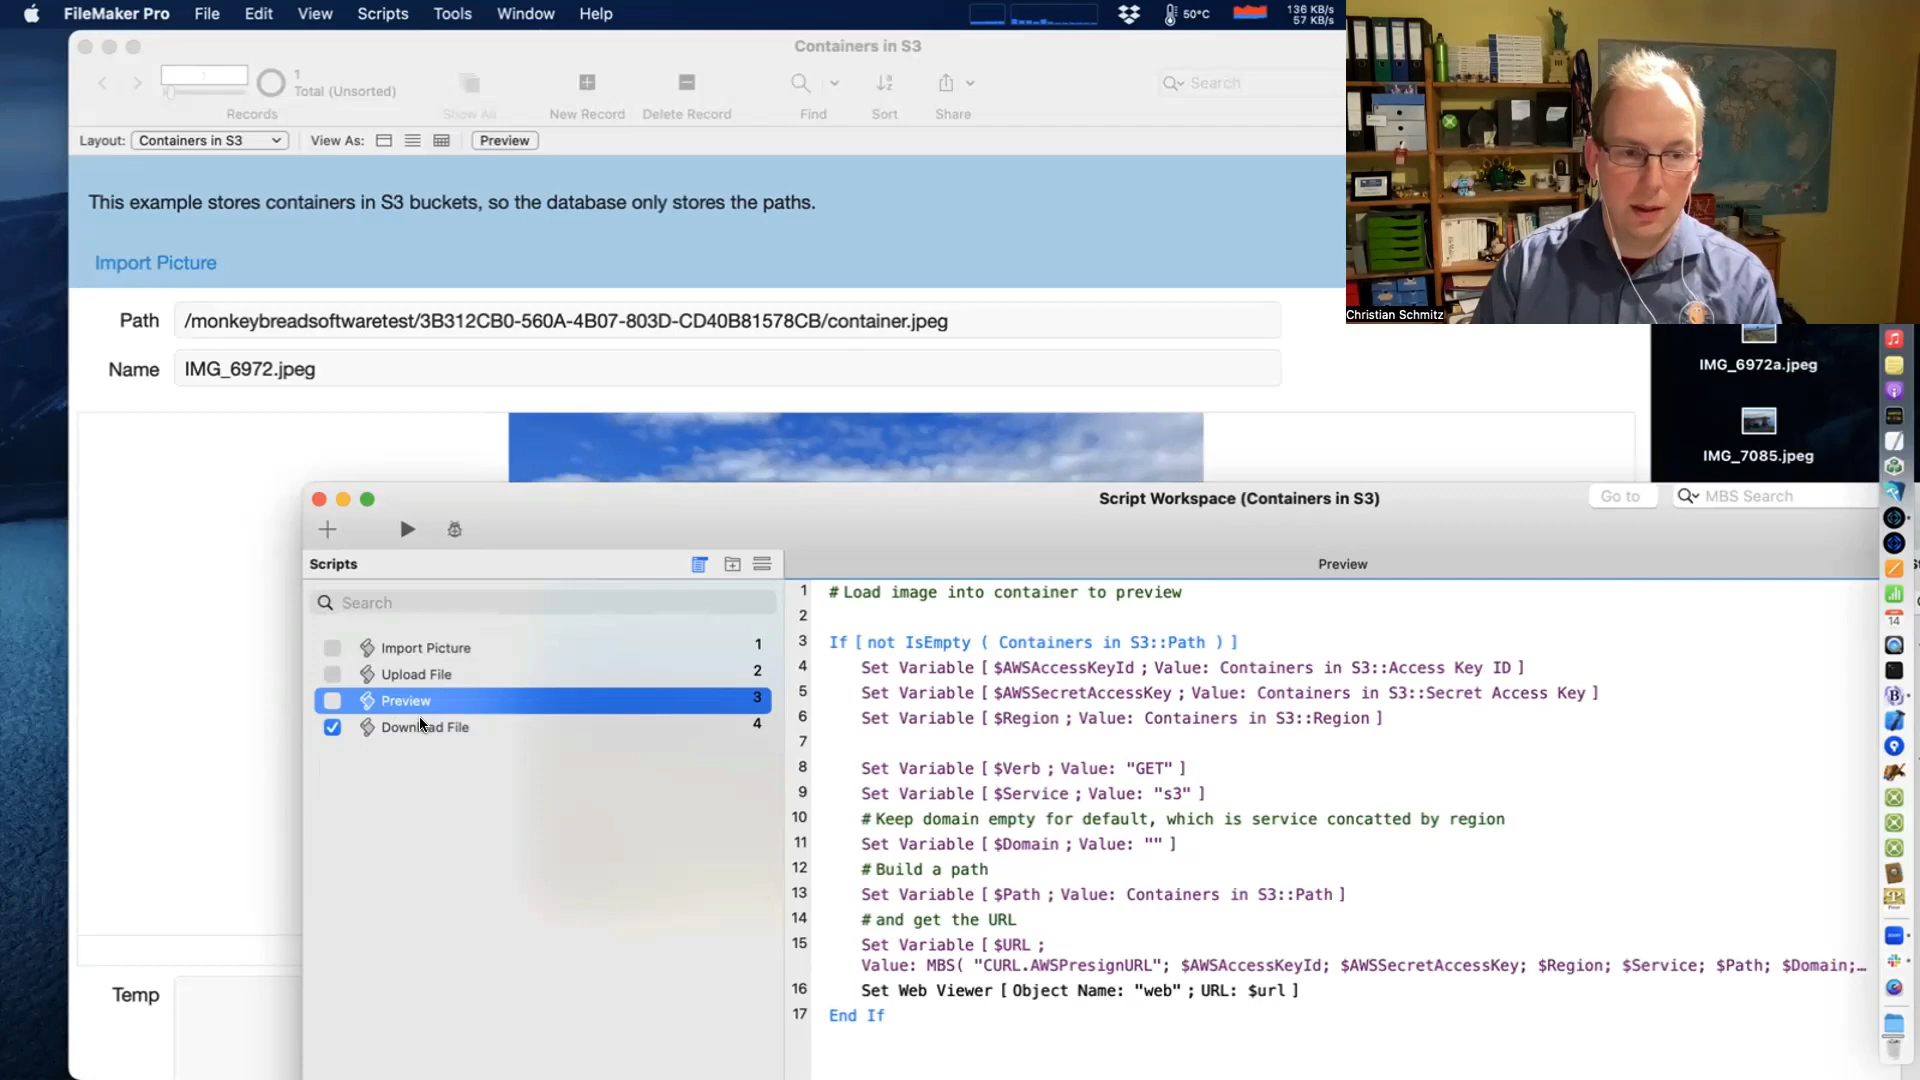 FileMaker Pro File Edit View Scripts Tools Window Help 50°C 136 KB/s
57 KB/s
Containers in S3
1
Total (Unsorted)
Search
Records Show All New Record Delete Record Find Sort Share
Layout: Containers in S3 View As: Preview
This example stores containers in S3 buckets, so the database only stores the paths.
Import Picture
Christian Schmitz
Path /monkeybreadsoftwaretest/3B312CB0-560A-4B07-803D-CD40B81578CB/container.jpeg
Name IMG_6972.jpeg
IMG_6972a.jpeg
IMG_7085.jpeg
Script Workspace (Containers in S3) Go to MBS Search
Scripts Preview
Search
Import Picture 1
Upload File 2
Preview 3
Download File 4
1 # Load image into container to preview
2
3 If [ not IsEmpty ( Containers in S3::Path ) ]
4 Set Variable [ $AWSAccessKeyId ; Value: Containers in S3::Access Key ID ]
5 Set Variable [ $AWSSecretAccessKey ; Value: Containers in S3::Secret Access Key ]
6 Set Variable [ $Region ; Value: Containers in S3::Region ]
7
8 Set Variable [ $Verb ; Value: "GET" ]
9 Set Variable [ $Service ; Value: "s3" ]
10 # Keep domain empty for default, which is service concatted by region
11 Set Variable [ $Domain ; Value: "" ]
12 # Build a path
13 Set Variable [ $Path ; Value: Containers in S3::Path ]
14 # and get the URL
15 Set Variable [ $URL ;
Value: MBS( "CURL.AWSPresignURL"; $AWSAccessKeyId; $AWSSecretAccessKey; $Region; $Service; $Path; $Domain;…
16 Set Web Viewer [ Object Name: "web" ; URL: $url ]
17 End If
Temp
14